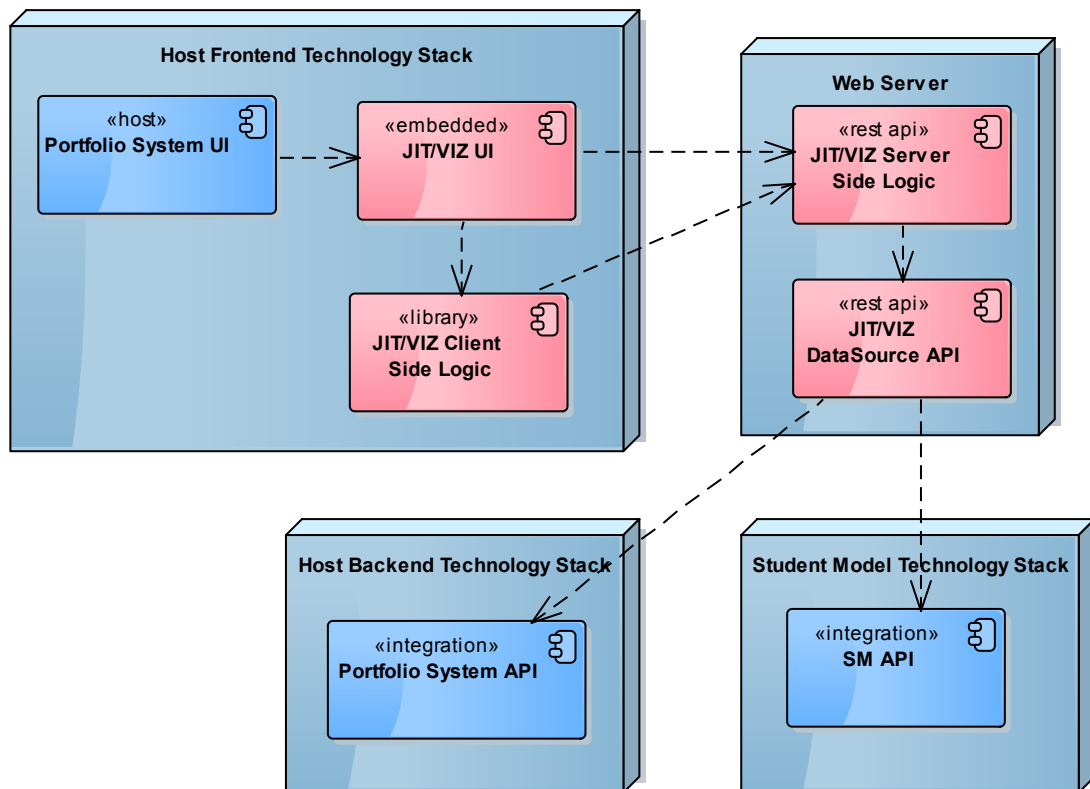 Host Frontend Technology Stack
«host»
Portfolio System UI
«embedded»
JIT/VIZ UI
«library»
JIT/VIZ Client
Side Logic
Web Server
«rest api»
JIT/VIZ Server
Side Logic
«rest api»
JIT/VIZ
DataSource API
Host Backend Technology Stack
«integration»
Portfolio System API
Student Model Technology Stack
«integration»
SM API